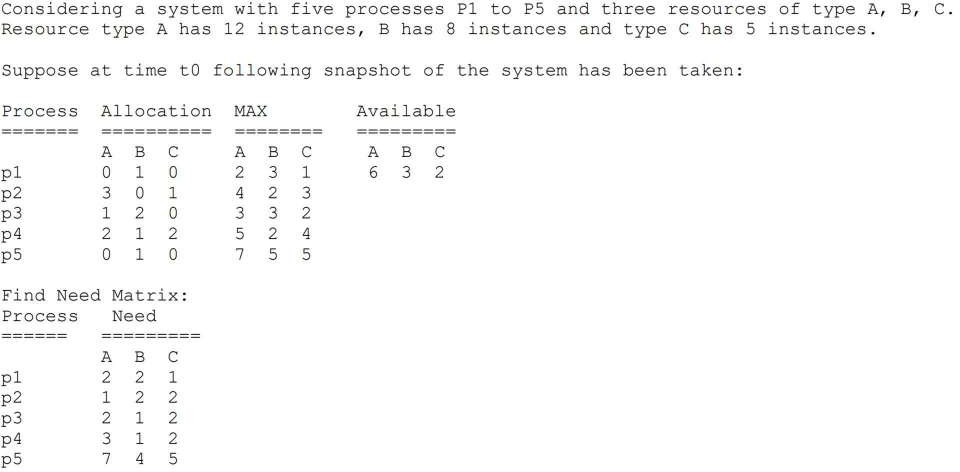 Considering a system with five processes P1 to P5 and three resources of type A, B, C.
Resource type A has 12 instances, B has 8 instances and type C has 5 instances.
Suppose at time t0 following snapshot of the system has been taken:
Process Allocation MAX Available
======= ========== ======== =========
A B C A B C A B C
p1 0 1 0 2 3 1 6 3 2
p2 3 0 1 4 2 3
p3 1 2 0 3 3 2
p4 2 1 2 5 2 4
p5 0 1 0 7 5 5
Find Need Matrix:
Process Need
====== =========
A B C
p1 2 2 1
p2 1 2 2
p3 2 1 2
p4 3 1 2
p5 7 4 5